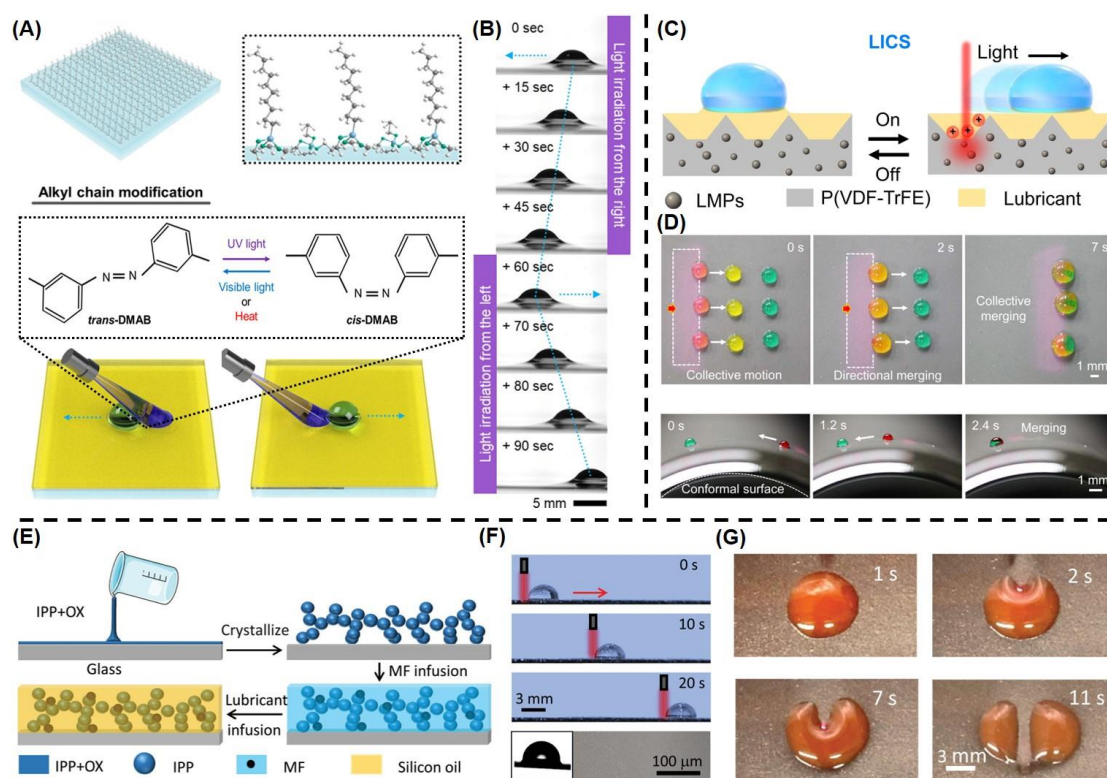 (A)
Alkyl chain modification
N=N
trans-DMAB
UV light
Visible light
or
Heat
N=N
cis-DMAB
(B)
0 sec
+ 15 sec
+ 30 sec
+ 45 sec
+ 60 sec
+ 70 sec
+ 80 sec
+ 90 sec
5 mm
Light irradiation from the right
Light irradiation from the left
(C)
LICS
Light
On
Off
LMPs
P(VDF-TrFE)
Lubricant
(D)
0 s
Collective motion
2 s
Directional merging
7 s
Collective
merging
1 mm
0 s
Conformal surface
1.2 s
2.4 s
Merging
1 mm
(E)
IPP+OX
Glass
Crystallize
MF infusion
Lubricant
infusion
IPP+OX
IPP
MF
Silicon oil
(F)
0 s
10 s
20 s
3 mm
100 μm
(G)
1 s
2 s
7 s
11 s
3 mm